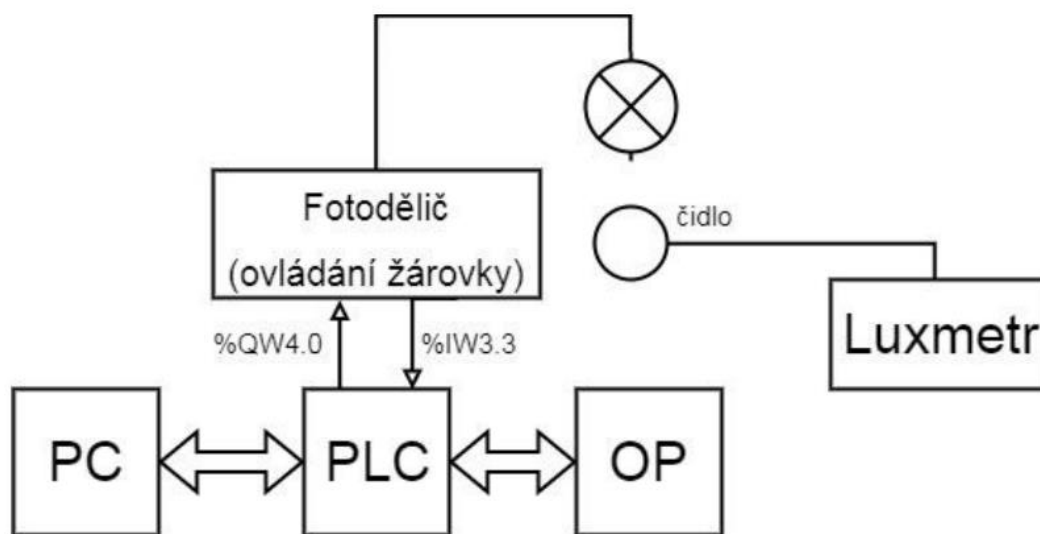 Fotodělič
(ovládání žárovky)
čidlo
Luxmetr
%QW4.0
%IW3.3
PC
PLC
OP